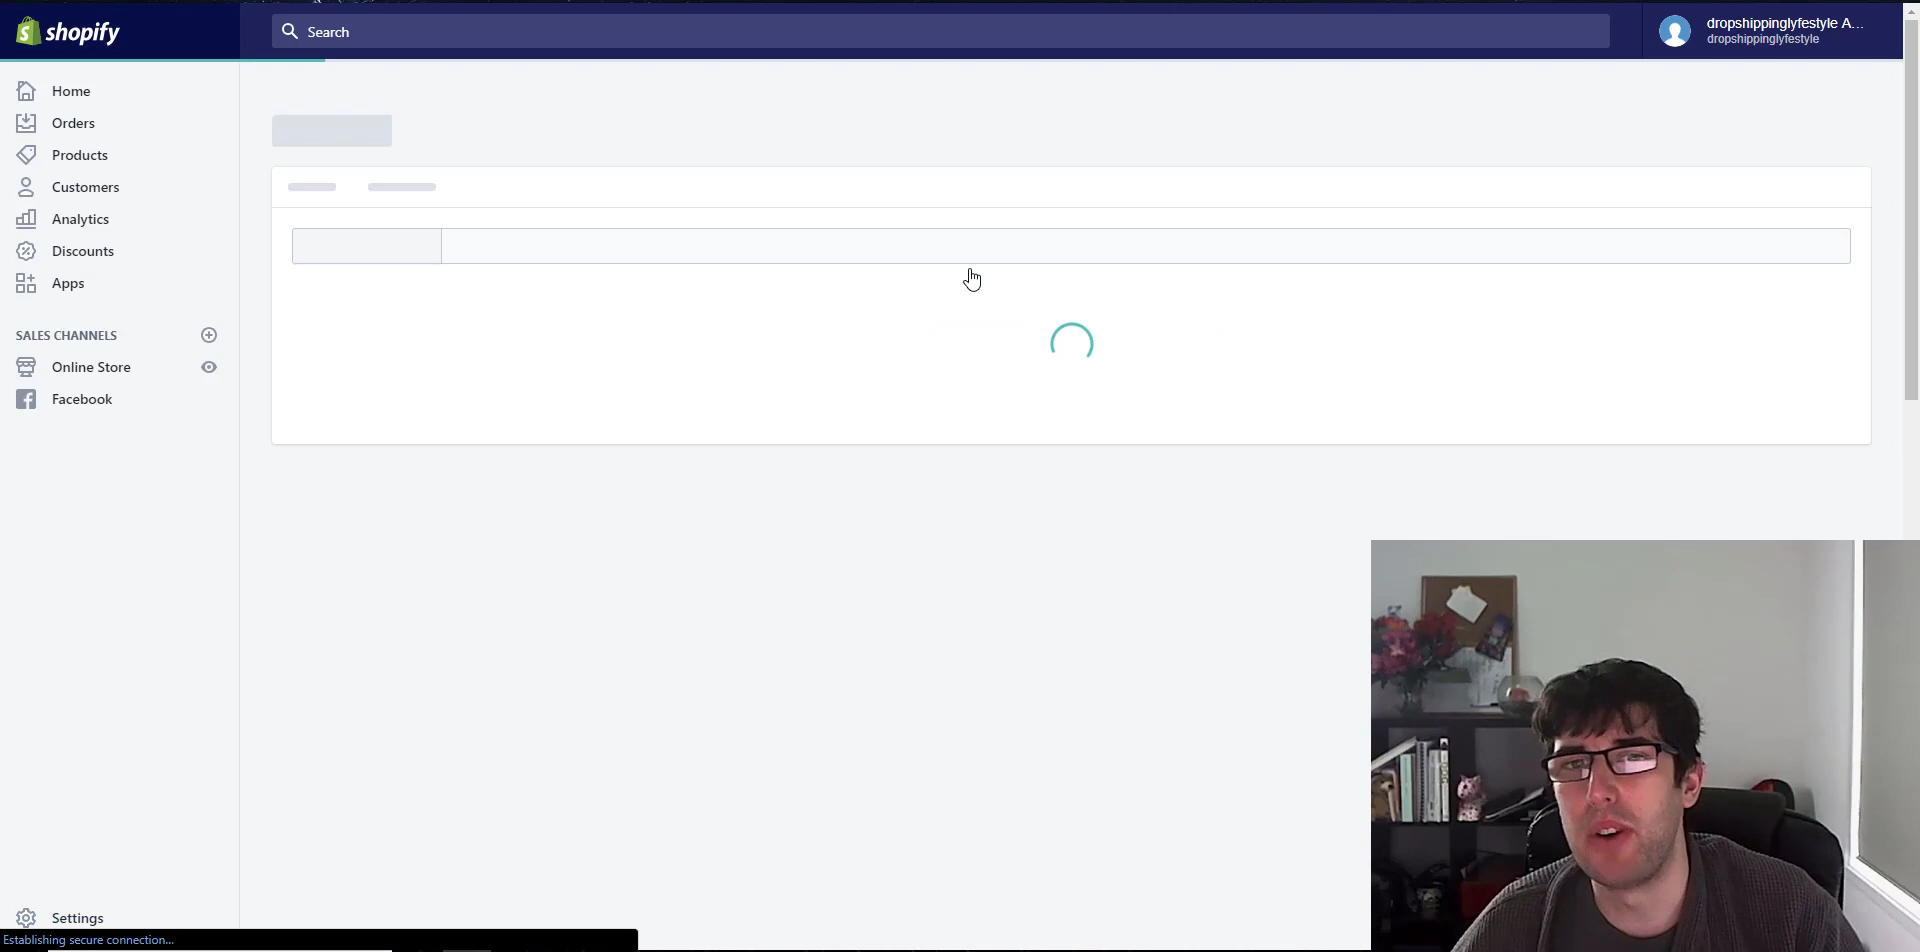 shopify
Search
dropshippinglyfestyle A...
dropshippinglyfestyle
Home
Orders
Products
Customers
Analytics
Discounts
Apps
SALES CHANNELS
Online Store
Facebook
Settings
Establishing secure connection...